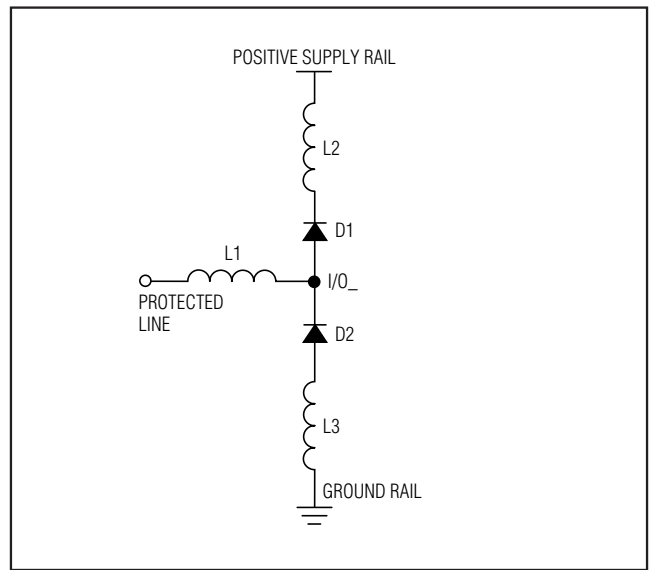 POSITIVE SUPPLY RAIL
L2
D1
L1
I/O_
PROTECTED
LINE
D2
L3
GROUND RAIL